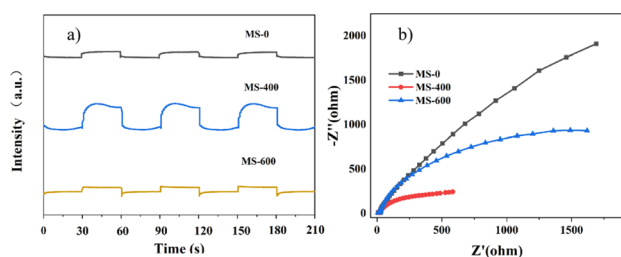 a)
MS-0
MS-400
MS-600
Intensity （a.u.）
0 30 60 90 120 150 180 210
Time (s)
b)
MS-0
MS-400
MS-600
2000
1500
1000
500
0
-Z''(ohm)
0 500 1000 1500
Z'(ohm)